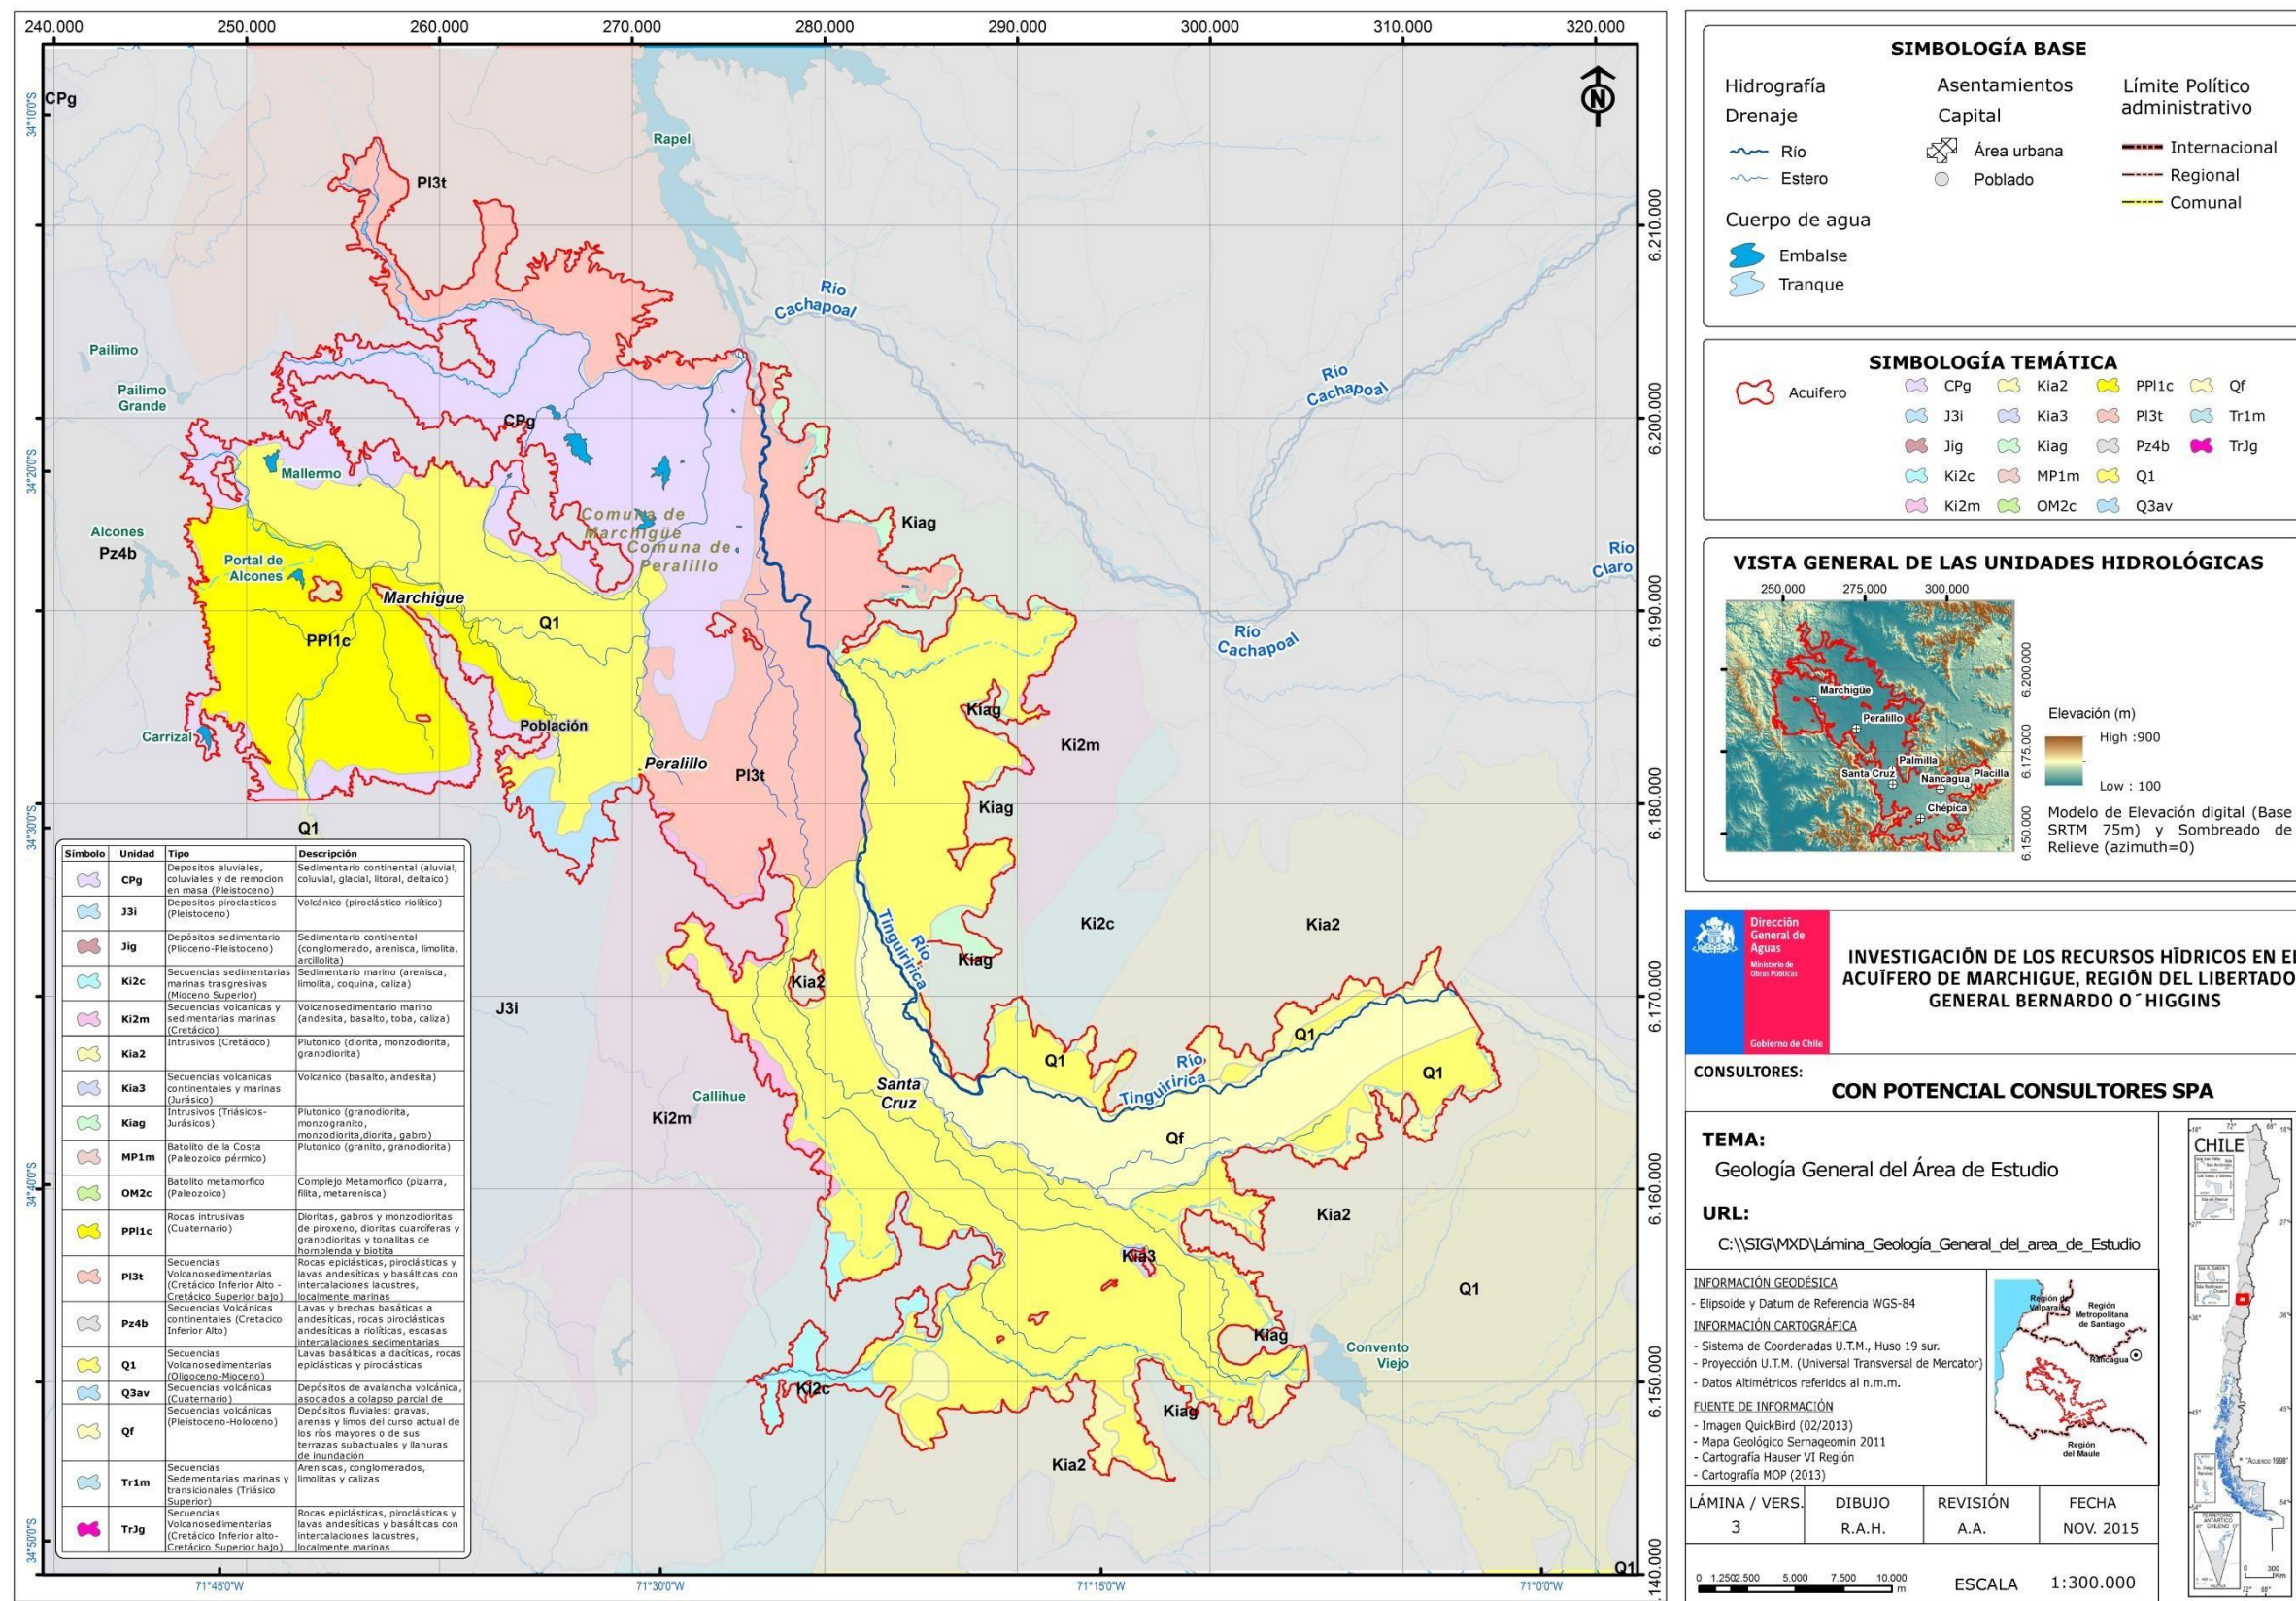 240.000 250.000 260.000 270.000 280.000 290.000 300.000 310.000 320.000
34°10'0"S
34°20'0"S
34°30'0"S
34°40'0"S
34°50'0"S
6.210.000
6.200.000
6.190.000
6.180.000
6.170.000
6.160.000
6.150.000
.140.000
71°45'0"W 71°30'0"W 71°15'0"W 71°0'0"W
N
CPg
Rapel
Pl3t
Río
Cachapoal
Pailimo
Pailimo
Grande
Río
Cachapoal
CPg
Mallermo
Comuna de
Marchigüe
Comuna de
Peralillo
Kiag
Alcones
Pz4b
Portal de
Alcones
Río
Claro
Marchigue
Q1
PPl1c
Río
Cachapoal
Kiag
Población
Carrizal
Ki2m
Peralillo
Pl3t
Kiag
Q1
Ki2c
Kia2
Río
Tinguiririca
Kiag
Kia2
J3i
Q1
Q1
Río
Tinguiririca
Q1
Santa
Cruz
Callihue
Ki2m
Qf
Kia2
Kia3
Q1
Kiag
Convento
Viejo
Ki2c
Kiag
Kia2
Q1
Símbolo Unidad Tipo Descripción
CPg
Depositos aluviales,
coluviales y de remocion
en masa (Pleistoceno)
Sedimentario continental (aluvial,
coluvial, glacial, litoral, deltaico)
J3i
Depositos piroclasticos
(Pleistoceno)
Volcánico (piroclástico riolítico)
Jig
Depósitos sedimentario
(Plioceno-Pleistoceno)
Sedimentario continental
(conglomerado, arenisca, limolita,
arcillolita)
Ki2c
Secuencias sedimentarias
marinas trasgresivas
(Mioceno Superior)
Sedimentario marino (arenisca,
limolita, coquina, caliza)
Ki2m
Secuencias volcanicas y
sedimentarias marinas
(Cretácico)
Volcanosedimentario marino
(andesita, basalto, toba, caliza)
Kia2
Intrusivos (Cretácico)
Plutonico (diorita, monzodiorita,
granodiorita)
Kia3
Secuencias volcanicas
continentales y marinas
(Jurásico)
Volcanico (basalto, andesita)
Kiag
Intrusivos (Triásicos-
Jurásicos)
Plutonico (granodiorita,
monzogranito,
monzodiorita,diorita, gabro)
MP1m
Batolito de la Costa
(Paleozoico pérmico)
Plutonico (granito, granodiorita)
OM2c
Batolito metamorfico
(Paleozoico)
Complejo Metamorfico (pizarra,
filita, metarenisca)
PPl1c
Rocas intrusivas
(Cuaternario)
Dioritas, gabros y monzodioritas
de piroxeno, dioritas cuarcíferas y
granodioritas y tonalitas de
hornblenda y biotita
Pl3t
Secuencias
Volcanosedimentarias
(Cretácico Inferior Alto -
Cretácico Superior bajo)
Rocas epiclásticas, piroclásticas y
lavas andesíticas y basálticas con
intercalaciones lacustres,
localmente marinas
Pz4b
Secuencias Volcánicas
continentales (Cretacico
Inferior Alto)
Lavas y brechas basáticas a
andesíticas, rocas piroclásticas
andesíticas a riolíticas, escasas
intercalaciones sedimentarias
Q1
Secuencias
Volcanosedimentarias
(Oligoceno-Mioceno)
Lavas basálticas a dacíticas, rocas
epiclásticas y piroclásticas
Q3av
Secuencias volcánicas
(Cuaternario)
Depósitos de avalancha volcánica,
asociados a colapso parcial de
Qf
Secuencias volcánicas
(Pleistoceno-Holoceno)
Depósitos fluviales: gravas,
arenas y limos del curso actual de
los ríos mayores o de sus
terrazas subactuales y llanuras
de inundación
Tr1m
Secuencias
Sedementarias marinas y
transicionales (Triásico
Superior)
Areniscas, conglomerados,
limolitas y calizas
TrJg
Secuencias
Volcanosedimentarias
(Cretácico Inferior alto-
Cretácico Superior bajo)
Rocas epiclásticas, piroclásticas y
lavas andesíticas y basálticas con
intercalaciones lacustres,
localmente marinas
SIMBOLOGÍA BASE
Hidrografía Asentamientos Límite Político
administrativo
Drenaje Capital
Río Área urbana Internacional
Estero Poblado Regional
Comunal
Cuerpo de agua
Embalse
Tranque
SIMBOLOGÍA TEMÁTICA
Acuifero
CPg Kia2 PPl1c Qf
J3i Kia3 Pl3t Tr1m
Jig Kiag Pz4b TrJg
Ki2c MP1m Q1
Ki2m OM2c Q3av
VISTA GENERAL DE LAS UNIDADES HIDROLÓGICAS
250.000 275.000 300.000
6.200.000
6.175.000
6.150.000
Marchigüe
Peralillo
Palmilla
Santa Cruz
Nancagua
Placilla
Chépica
Elevación (m)
High :900
Low : 100
Modelo de Elevación digital (Base
SRTM 75m) y Sombreado de
Relieve (azimuth=0)
Dirección
General de
Aguas
Ministerio de
Obras Públicas
Gobierno de Chile
INVESTIGACIÓN DE LOS RECURSOS HÍDRICOS EN EL
ACUÍFERO DE MARCHIGUE, REGIÓN DEL LIBERTADO
GENERAL BERNARDO O´HIGGINS
CONSULTORES:
CON POTENCIAL CONSULTORES SPA
TEMA:
Geología General del Área de Estudio
URL:
C:\\SIG\MXD\Lámina_Geología_General_del_area_de_Estudio
INFORMACIÓN GEODÉSICA
- Elipsoide y Datum de Referencia WGS-84
INFORMACIÓN CARTOGRÁFICA
- Sistema de Coordenadas U.T.M., Huso 19 sur.
- Proyección U.T.M. (Universal Transversal de Mercator)
- Datos Altimétricos referidos al n.m.m.
FUENTE DE INFORMACIÓN
- Imagen QuickBird (02/2013)
- Mapa Geológico Sernageomin 2011
- Cartografía Hauser VI Región
- Cartografía MOP (2013)
Región de
Valparaíso
Región
Metropolitana
de Santiago
Rancagua
Región
del Maule
CHILE
LÁMINA / VERS. DIBUJO REVISIÓN FECHA
3 R.A.H. A.A. NOV. 2015
0 1.250 2.500 5.000 7.500 10.000
m
ESCALA 1:300.000